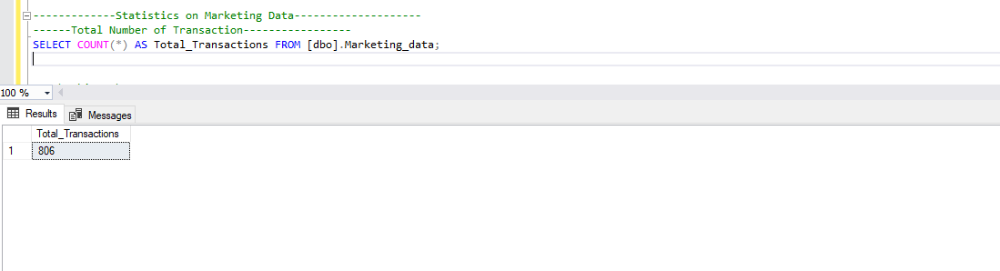 -------------Statistics on Marketing Data--------------------
------Total Number of Transaction-----------------
SELECT COUNT(*) AS Total_Transactions FROM [dbo].Marketing_data;
100 %
Results Messages
Total_Transactions
1 806